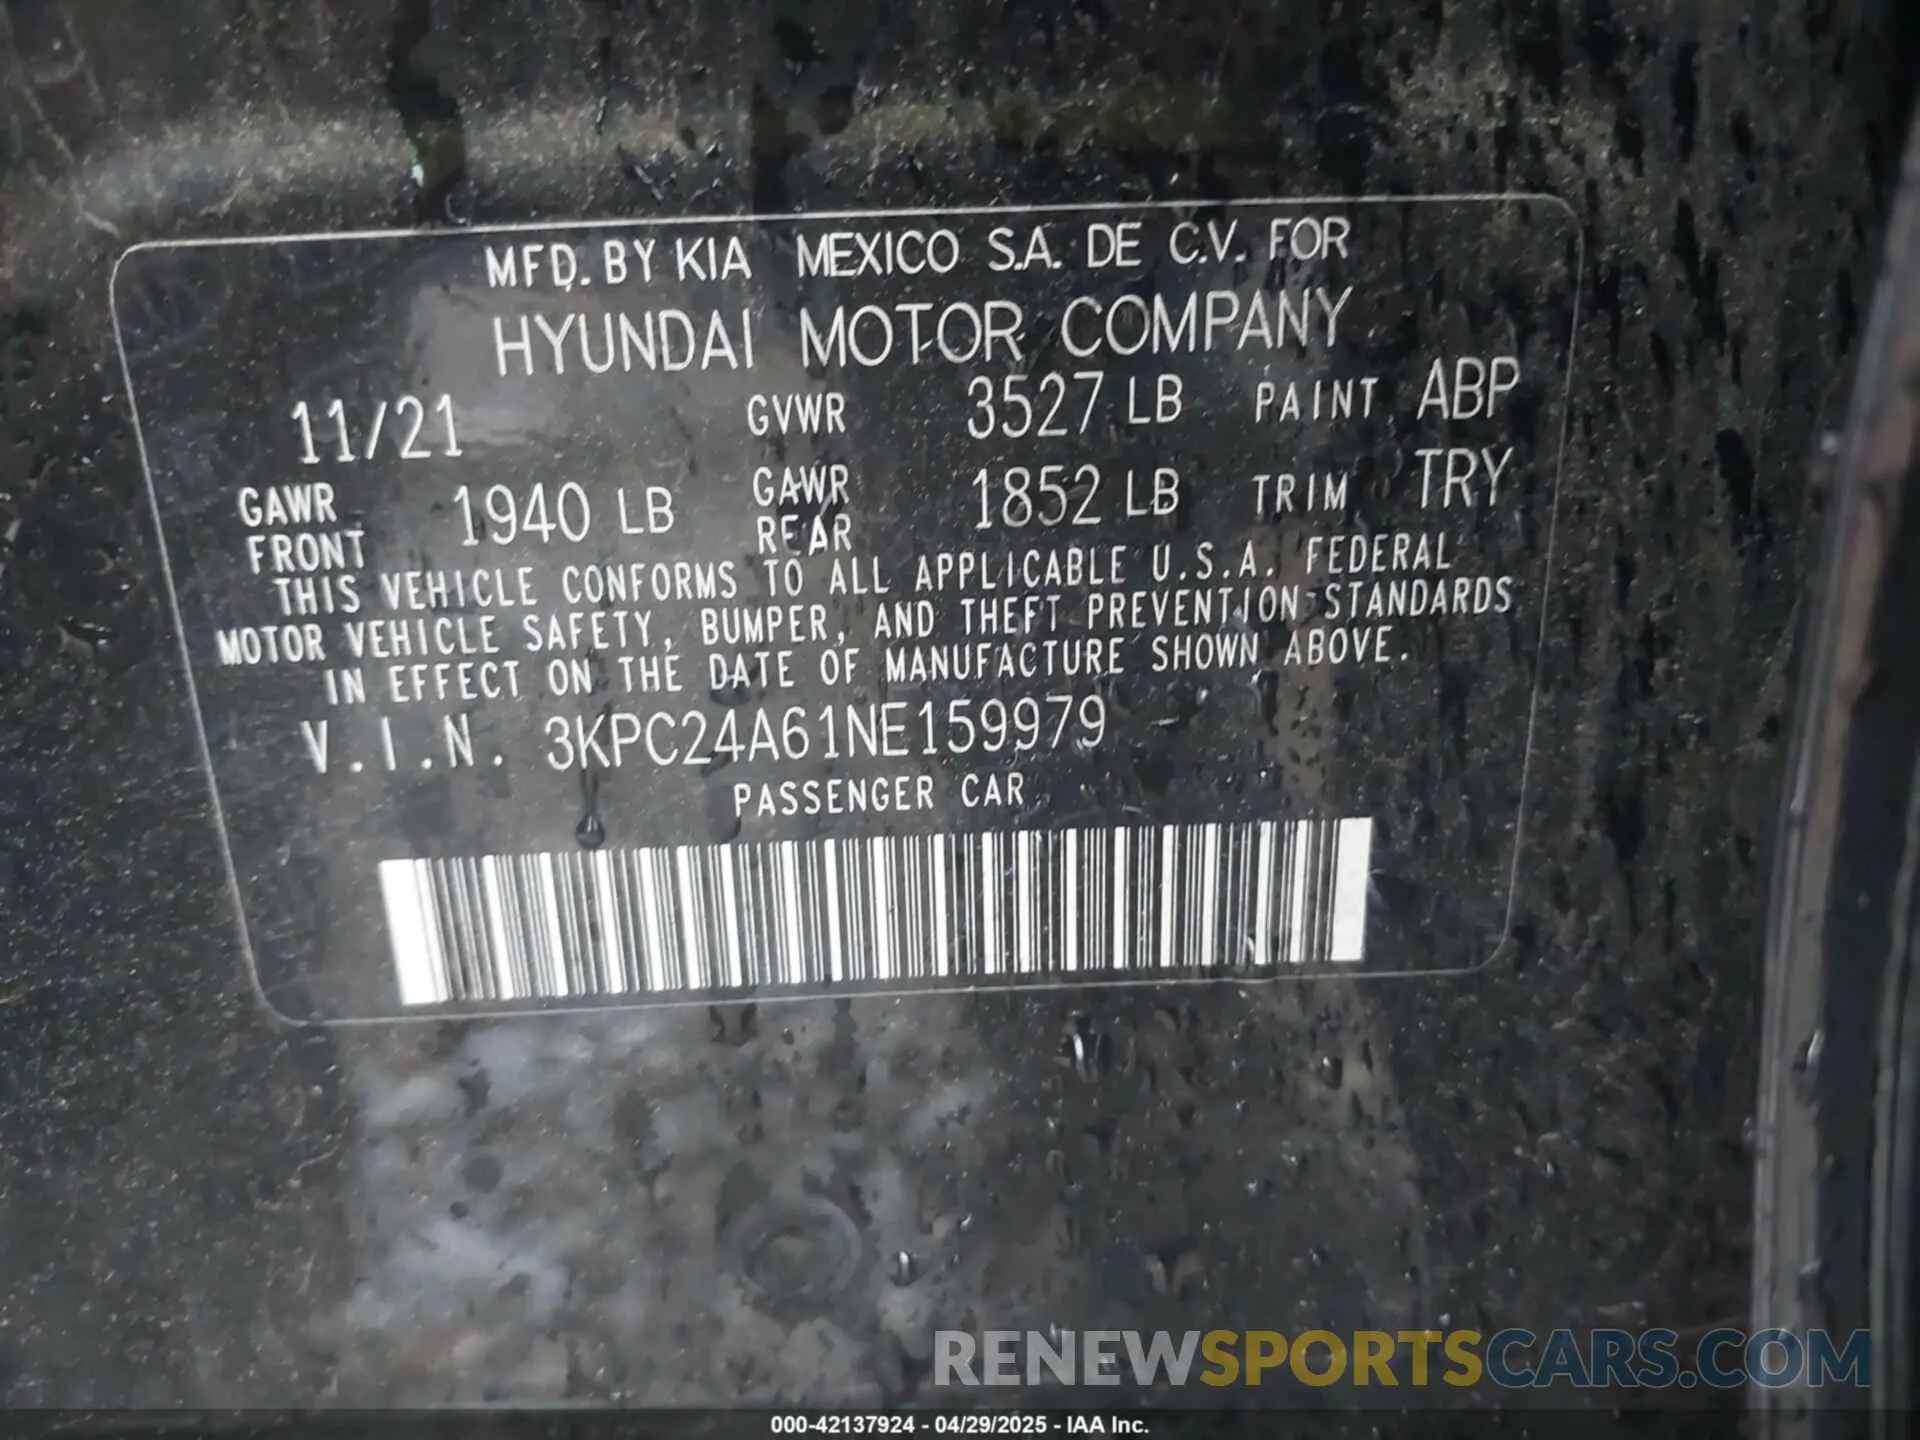 MFD. BY KIA MEXICO S.A. DE C.V. FOR
HYUNDAI MOTOR COMPANY
11/21 GVWR 3527 LB PAINT ABP
GAWR FRONT 1940 LB GAWR REAR 1852 LB TRIM TRY
THIS VEHICLE CONFORMS TO ALL APPLICABLE U.S.A. FEDERAL
MOTOR VEHICLE SAFETY, BUMPER, AND THEFT PREVENTION STANDARDS
IN EFFECT ON THE DATE OF MANUFACTURE SHOWN ABOVE.
V.I.N. 3KPC24A61NE159979
PASSENGER CAR
RENEWSPORTSCARS.COM
000-42137924 - 04/29/2025 - IAA Inc.